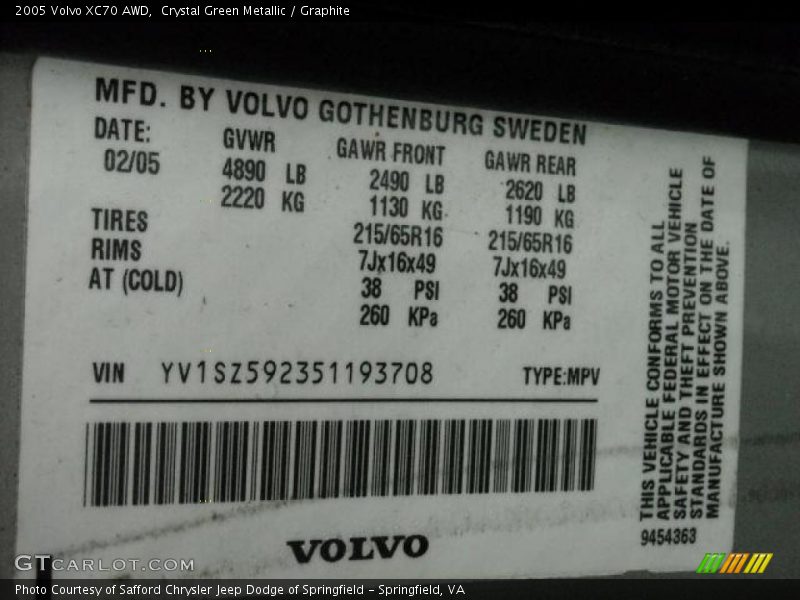 2005 Volvo XC70 AWD,  Crystal Green Metallic / Graphite
MFD. BY VOLVO GOTHENBURG SWEDEN
DATE: GVWR GAWR FRONT GAWR REAR
02/05 4890 LB 2490 LB 2620 LB
2220 KG 1130 KG 1190 KG
TIRES 215/65R16 215/65R16
RIMS 7Jx16x49 7Jx16x49
AT (COLD) 38 PSI 38 PSI
260 KPa 260 KPa
VIN YV1SZ592351193708 TYPE:MPV
THIS VEHICLE CONFORMS TO ALL
APPLICABLE FEDERAL MOTOR VEHICLE
SAFETY AND THEFT PREVENTION
STANDARDS IN EFFECT ON THE DATE OF
MANUFACTURE SHOWN ABOVE.
9454363
VOLVO
GTCARLOT.COM
Photo Courtesy of Safford Chrysler Jeep Dodge of Springfield - Springfield, VA